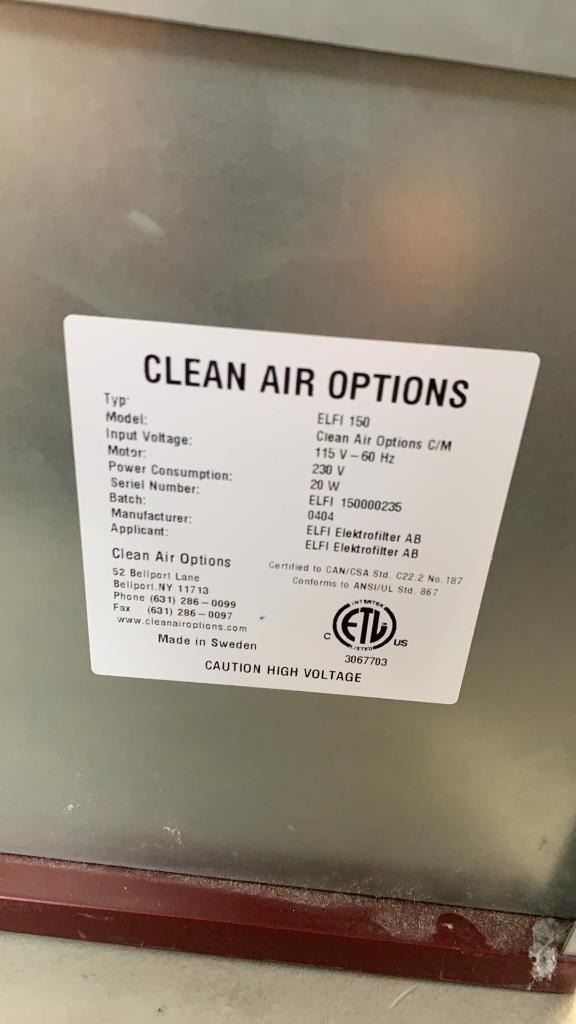 CLEAN AIR OPTIONS
Typ: ELFI 150
Model: Clean Air Options C/M
Input Voltage: 115 V – 60 Hz
Motor: 230 V
Power Consumption: 20 W
Serial Number: ELFI 150000235
Batch: 0404
Manufacturer: ELFI Elektrofilter AB
Applicant: ELFI Elektrofilter AB
Clean Air Options
52 Bellport Lane
Bellport.NY 11713
Phone (631) 286–0099
Fax (631) 286–0097
www.cleanairoptions.com
Made in Sweden
Certified to CAN/CSA Std. C22.2 No.187
Conforms to ANSI/UL Std. 867
INTERTEK
C ETL US
LISTED
3067703
CAUTION HIGH VOLTAGE